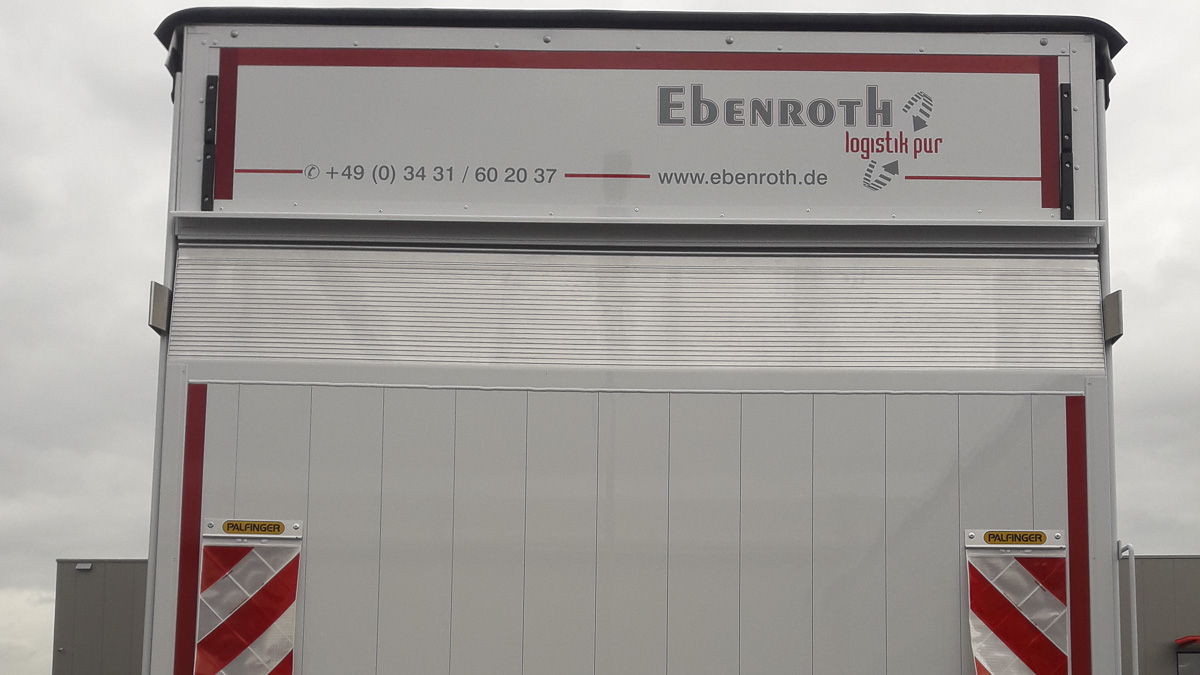 Ebenroth
logistik pur
✆ +49 (0) 34 31 / 60 20 37
www.ebenroth.de
PALFINGER
PALFINGER